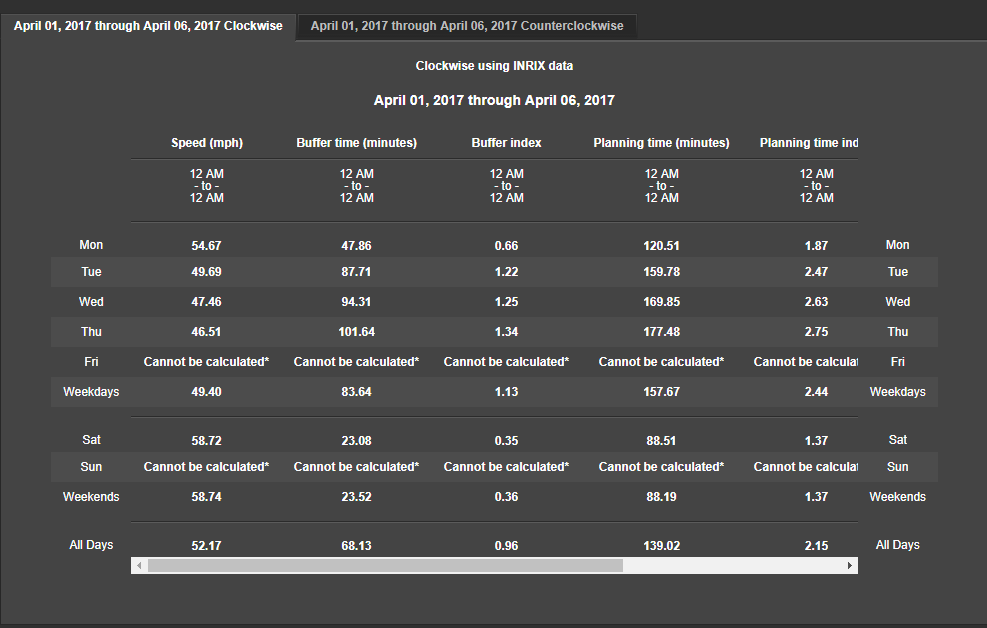 April 01, 2017 through April 06, 2017 Clockwise April 01, 2017 through April 06, 2017 Counterclockwise
Clockwise using INRIX data
April 01, 2017 through April 06, 2017
Speed (mph) Buffer time (minutes) Buffer index Planning time (minutes) Planning time ind
12 AM 12 AM 12 AM 12 AM 12 AM
- to - - to - - to - - to - - to -
12 AM 12 AM 12 AM 12 AM 12 AM
Mon 54.67 47.86 0.66 120.51 1.87 Mon
Tue 49.69 87.71 1.22 159.78 2.47 Tue
Wed 47.46 94.31 1.25 169.85 2.63 Wed
Thu 46.51 101.64 1.34 177.48 2.75 Thu
Fri Cannot be calculated* Cannot be calculated* Cannot be calculated* Cannot be calculated* Cannot be calculat Fri
Weekdays 49.40 83.64 1.13 157.67 2.44 Weekdays
Sat 58.72 23.08 0.35 88.51 1.37 Sat
Sun Cannot be calculated* Cannot be calculated* Cannot be calculated* Cannot be calculated* Cannot be calculat Sun
Weekends 58.74 23.52 0.36 88.19 1.37 Weekends
All Days 52.17 68.13 0.96 139.02 2.15 All Days